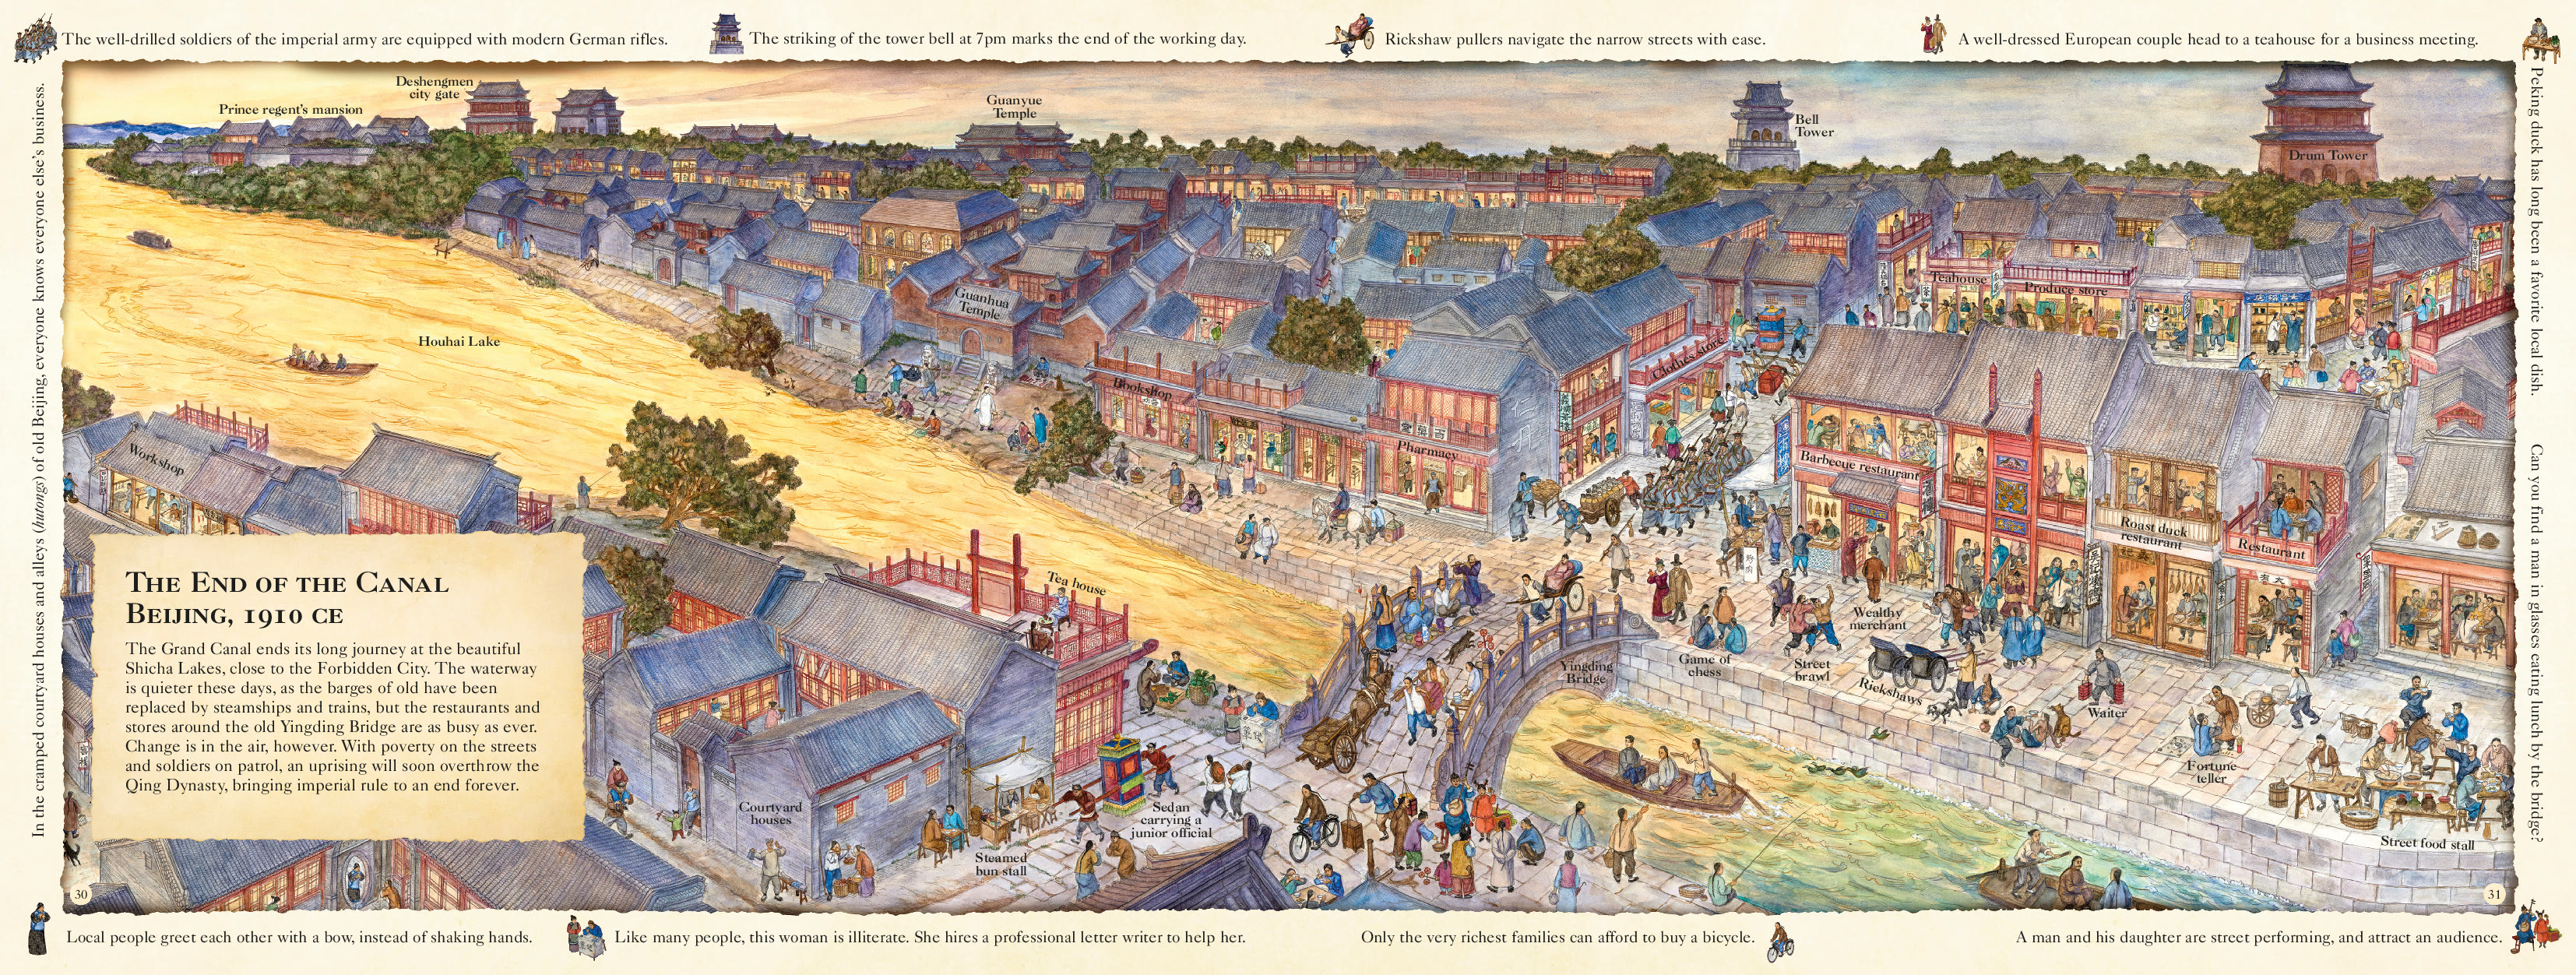 The well-drilled soldiers of the imperial army are equipped with modern German rifles.
The striking of the tower bell at 7pm marks the end of the working day.
Rickshaw pullers navigate the narrow streets with ease.
A well-dressed European couple head to a teahouse for a business meeting.
In the cramped courtyard houses and alleys (hutongs) of old Beijing, everyone knows everyone else's business.
Peking duck has long been a favorite local dish.
Can you find a man in glasses eating lunch by the bridge?
Prince regent's mansion
Deshengmen
city gate
Guanyue
Temple
Bell
Tower
Drum Tower
Houhai Lake
Guanhua
Temple
Teahouse
Produce store
Bookshop
Clothes store
Pharmacy
Workshop
Barbecue restaurant
Roast duck
restaurant
Restaurant
Tea house
Wealthy
merchant
Yingding
Bridge
Game of
chess
Street
brawl
Rickshaws
Waiter
Fortune
teller
Street food stall
Courtyard
houses
Sedan
carrying a
junior official
Steamed
bun stall
The End of the Canal
Beijing, 1910 CE
The Grand Canal ends its long journey at the beautiful
Shicha Lakes, close to the Forbidden City. The waterway
is quieter these days, as the barges of old have been
replaced by steamships and trains, but the restaurants and
stores around the old Yingding Bridge are as busy as ever.
Change is in the air, however. With poverty on the streets
and soldiers on patrol, an uprising will soon overthrow the
Qing Dynasty, bringing imperial rule to an end forever.
30
31
Local people greet each other with a bow, instead of shaking hands.
Like many people, this woman is illiterate. She hires a professional letter writer to help her.
Only the very richest families can afford to buy a bicycle.
A man and his daughter are street performing, and attract an audience.